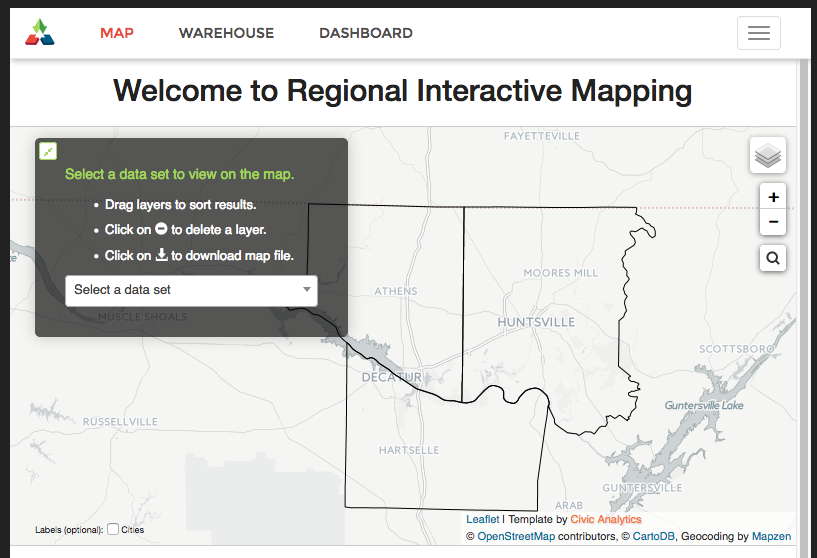 MAP WAREHOUSE DASHBOARD
Welcome to Regional Interactive Mapping
FAYETTEVILLE
Select a data set to view on the map.
• Drag layers to sort results.
• Click on to delete a layer.
• Click on to download map file.
Select a data set
+
−
MOORES MILL
ATHENS
MUSCLE SHOALS
HUNTSVILLE
SCOTTSBORO
DECATUR
Guntersville Lake
RUSSELLVILLE
HARTSELLE
GUNTERSVILLE
ARAB
Labels (optional): Cities
Leaflet | Template by Civic Analytics
© OpenStreetMap contributors, © CartoDB, Geocoding by Mapzen